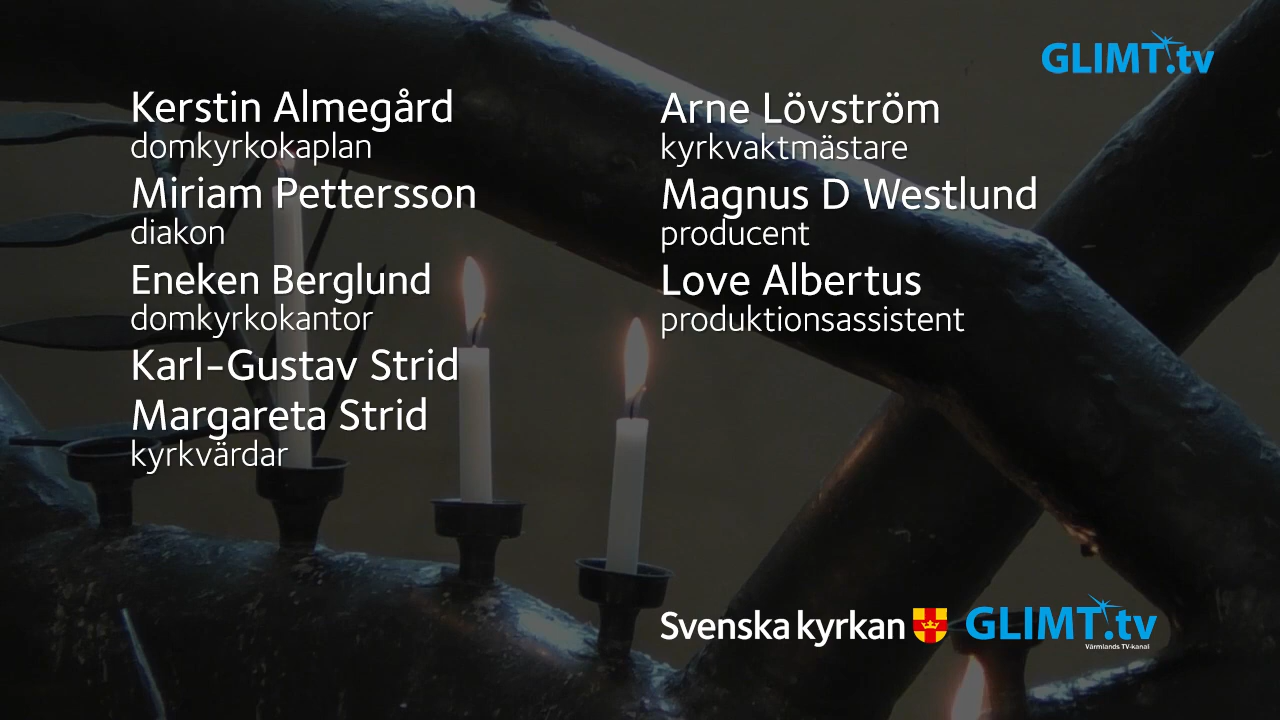 GLIMT.tv
Kerstin Almegård
domkyrkokaplan
Miriam Pettersson
diakon
Eneken Berglund
domkyrkokantor
Karl-Gustav Strid
Margareta Strid
kyrkvärdar
Arne Lövström
kyrkvaktmästare
Magnus D Westlund
producent
Love Albertus
produktionsassistent
Svenska kyrkan
GLIMT.tv
Värmlands TV-kanal